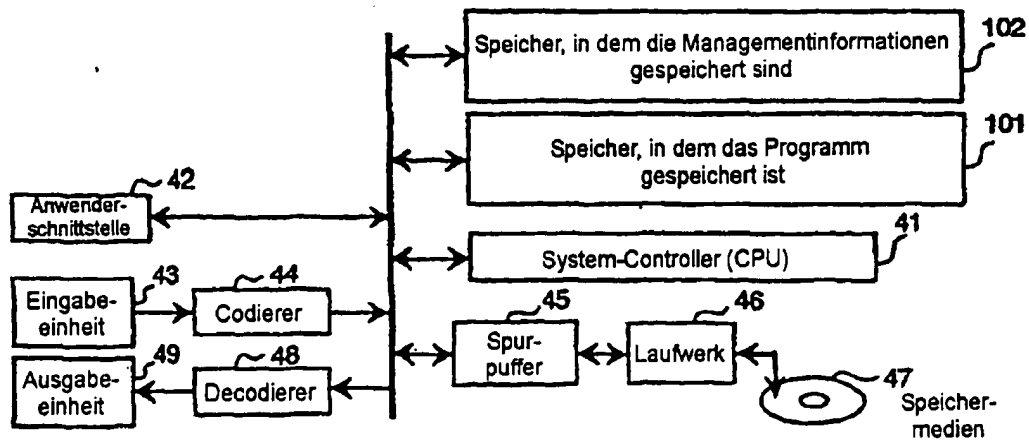 102
Speicher, in dem die Managementinformationen
gespeichert sind
101
Speicher, in dem das Programm
gespeichert ist
42
Anwender-
schnittstelle
41
System-Controller (CPU)
43
Eingabe-
einheit
44
Codierer
45
Spur-
puffer
46
Laufwerk
49
Ausgabe-
einheit
48
Decodierer
47
Speicher-
medien